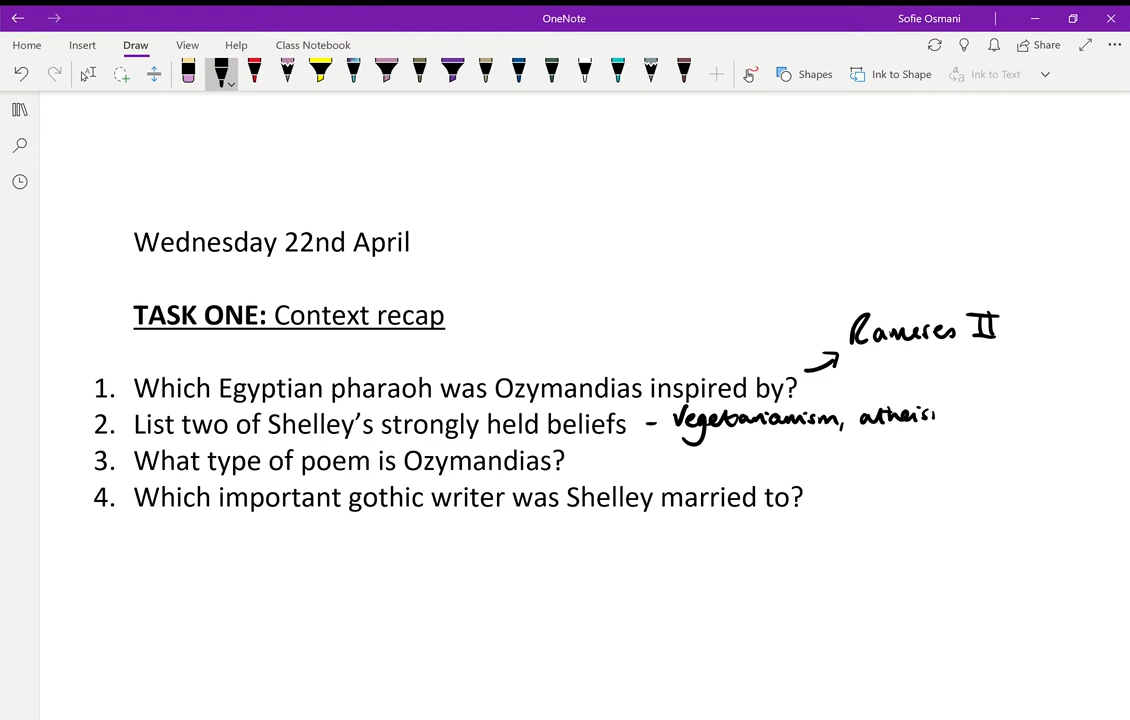 OneNote
Sofie Osmani
Home Insert Draw View Help Class Notebook
Share
Shapes Ink to Shape Ink to Text
Wednesday 22nd April
TASK ONE: Context recap
Rameses II
1. Which Egyptian pharaoh was Ozymandias inspired by?
2. List two of Shelley's strongly held beliefs - vegetarianism, atheis
3. What type of poem is Ozymandias?
4. Which important gothic writer was Shelley married to?